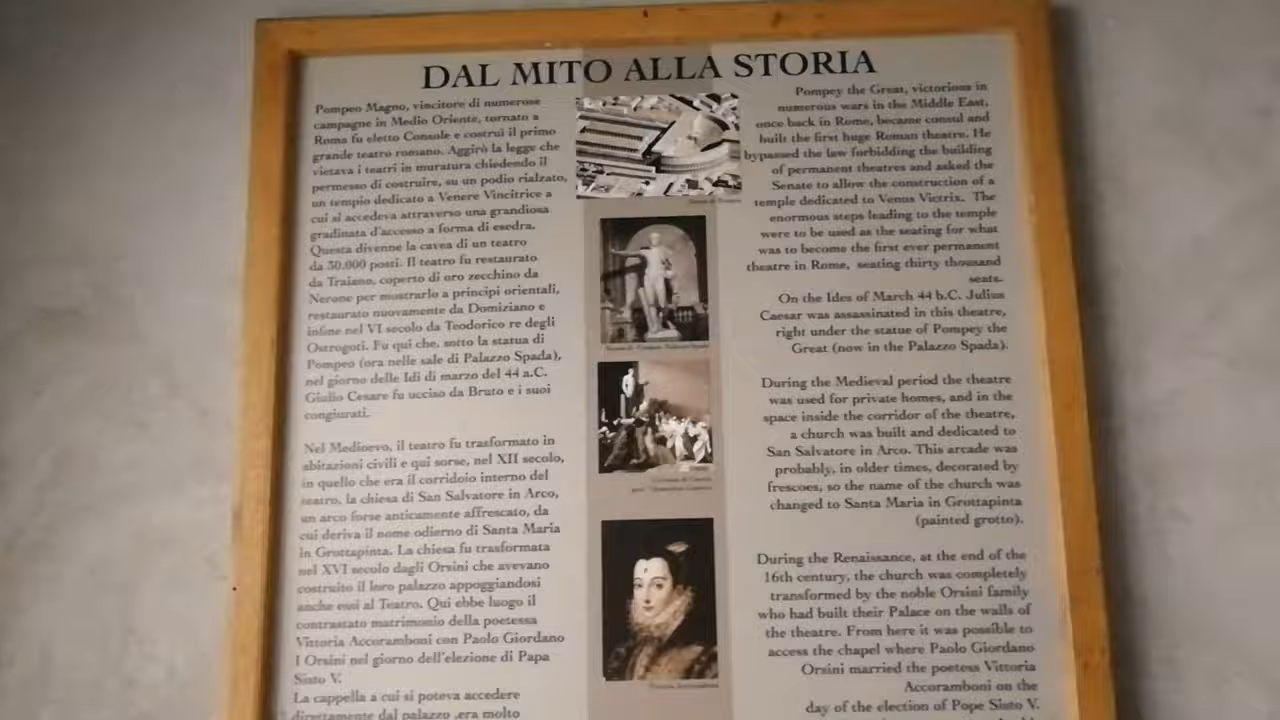 DAL MITO ALLA STORIA
Pompeo Magno, vincitore di numerose
campagne in Medio Oriente, tornato a
Roma fu eletto Console e costruì il primo
grande teatro romano. Aggirò la legge che
vietava i teatri in muratura chiedendo il
permesso di costruire, su un podio rialzato,
un tempio dedicato a Venere Vincitrice a
cui si accedeva attraverso una grandiosa
gradinata d'accesso a forma di esedra.
Questa divenne la cavea di un teatro
da 30.000 posti. Il teatro fu restaurato
da Traiano, coperto di oro zecchino da
Nerone per mostrarlo a principi orientali,
restaurato nuovamente da Domiziano e
infine nel VI secolo da Teodorico re degli
Ostrogoti. Fu qui che, sotto la statua di
Pompeo (ora nelle sale di Palazzo Spada),
nel giorno delle Idi di marzo del 44 a.C.
Giulio Cesare fu ucciso da Bruto e i suoi
congiurati.
Nel Medioevo, il teatro fu trasformato in
abitazioni civili e qui sorse, nel XII secolo,
in quello che era il corridoio interno del
teatro, la chiesa di San Salvatore in Arco,
un arco forse anticamente affrescato, da
cui deriva il nome odierno di Santa Maria
in Grottapinta. La chiesa fu trasformata
nel XVI secolo dagli Orsini che avevano
costruito il loro palazzo appoggiandosi
anche essi al Teatro. Qui ebbe luogo il
contrastato matrimonio della poetessa
Vittoria Accoramboni con Paolo Giordano
I Orsini nel giorno dell'elezione di Papa
Sisto V.
La cappella a cui si poteva accedere
direttamente dal palazzo ,era molto
Pompey the Great, victorious in
numerous wars in the Middle East,
once back in Rome, became consul and
built the first huge Roman theatre. He
bypassed the law forbidding the building
of permanent theatres and asked the
Senate to allow the construction of a
temple dedicated to Venus Victrix. The
enormous steps leading to the temple
were to be used as the seating for what
was to become the first ever permanent
theatre in Rome, seating thirty thousand
seats.
On the Ides of March 44 b.C. Julius
Caesar was assassinated in this theatre,
right under the statue of Pompey the
Great (now in the Palazzo Spada).
During the Medieval period the theatre
was used for private homes, and in the
space inside the corridor of the theatre,
a church was built and dedicated to
San Salvatore in Arco. This arcade was
probably, in older times, decorated by
frescoes, so the name of the church was
changed to Santa Maria in Grottapinta
(painted grotto).
During the Renaissance, at the end of the
16th century, the church was completely
transformed by the noble Orsini family
who had built their Palace on the walls of
the theatre. From here it was possible to
access the chapel where Paolo Giordano
Orsini married the poetess Vittoria
Accoramboni on the
day of the election of Pope Sisto V.